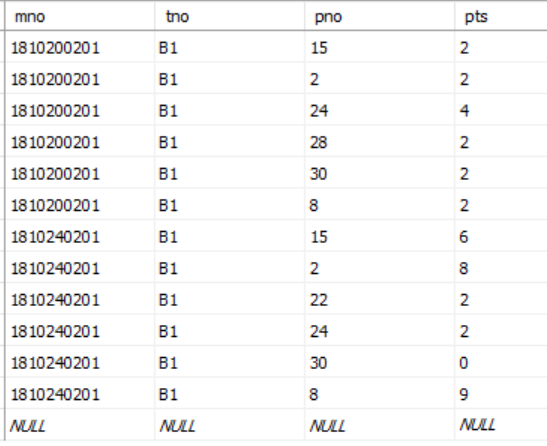 mno tno pno pts
1810200201 B1 15 2
1810200201 B1 2 2
1810200201 B1 24 4
1810200201 B1 28 2
1810200201 B1 30 2
1810200201 B1 8 2
1810240201 B1 15 6
1810240201 B1 2 8
1810240201 B1 22 2
1810240201 B1 24 2
1810240201 B1 30 0
1810240201 B1 8 9
NULL NULL NULL NULL